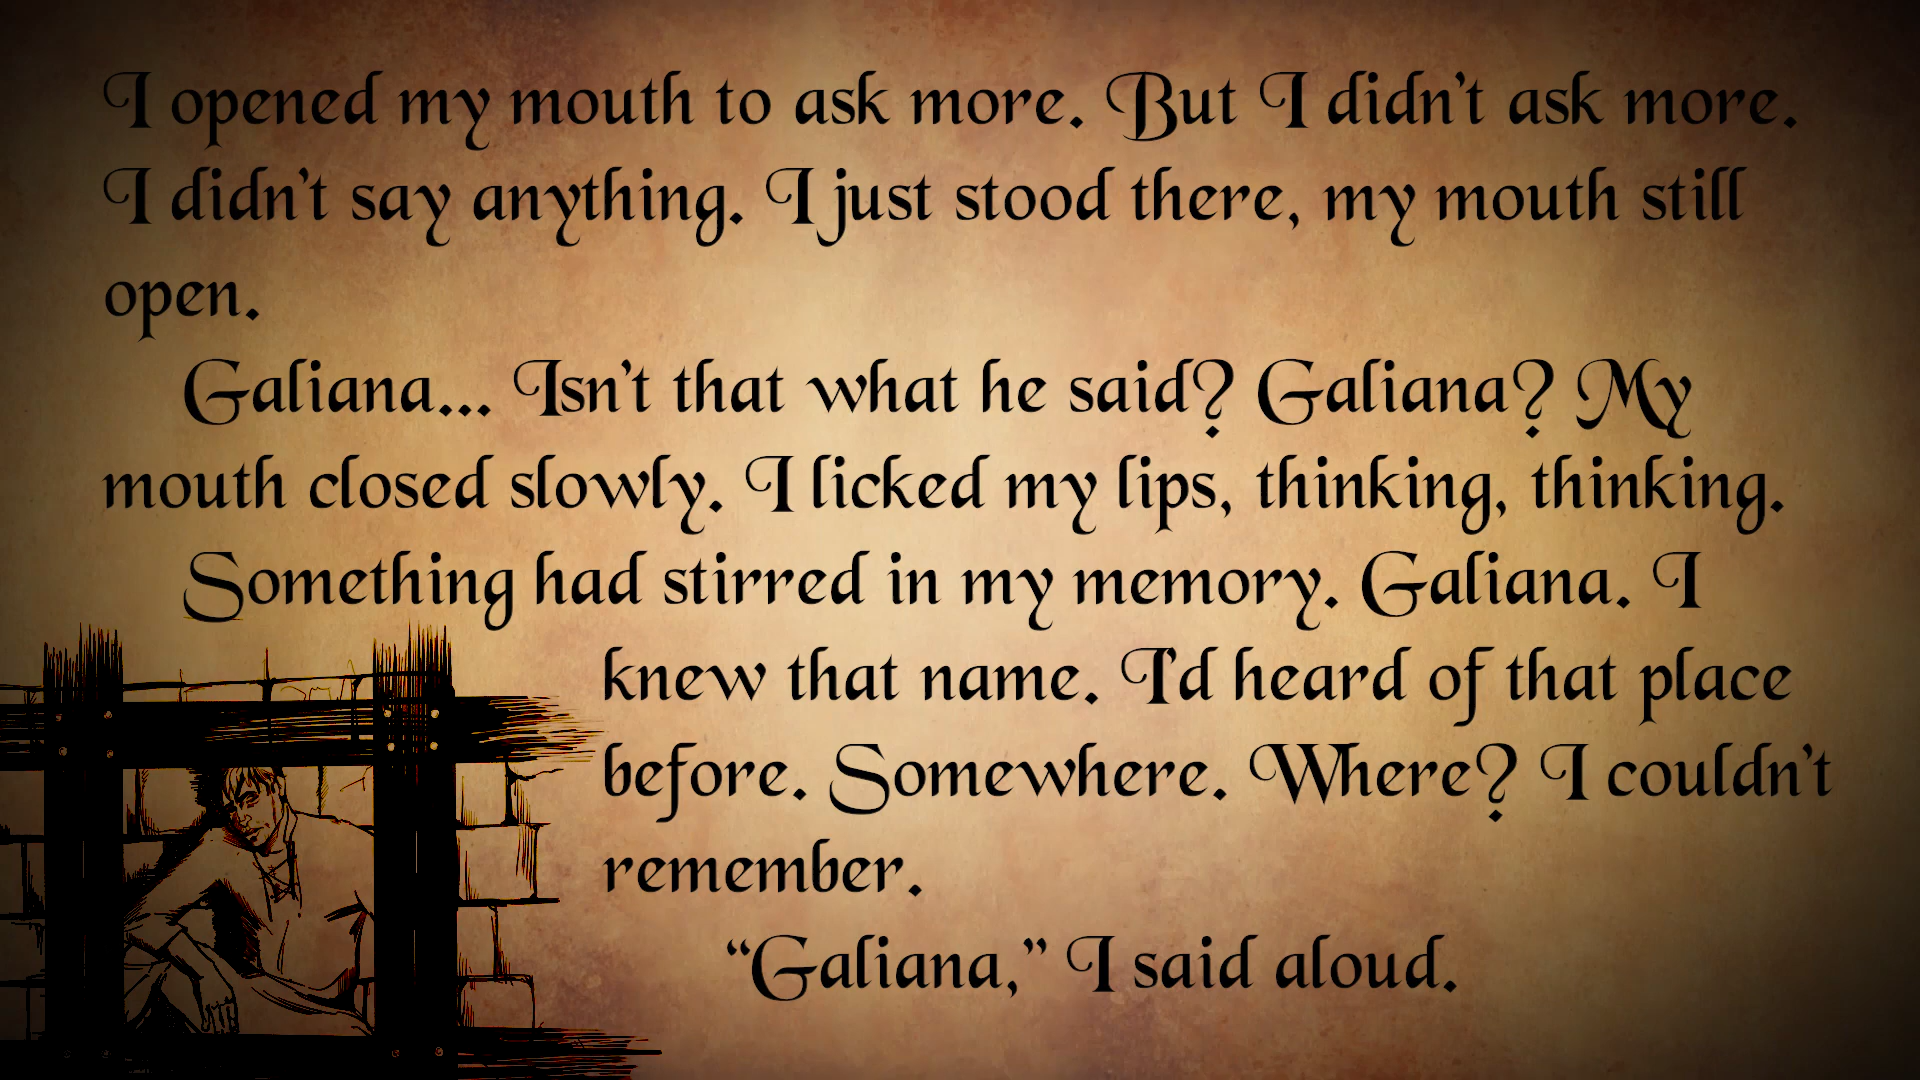 I opened my mouth to ask more. But I didn't ask more.
I didn't say anything. I just stood there, my mouth still
open.
Galiana... Isn't that what he said? Galiana? My
mouth closed slowly. I licked my lips, thinking, thinking.
Something had stirred in my memory. Galiana. I
knew that name. I'd heard of that place
before. Somewhere. Where? I couldn't
remember.
“Galiana,” I said aloud.